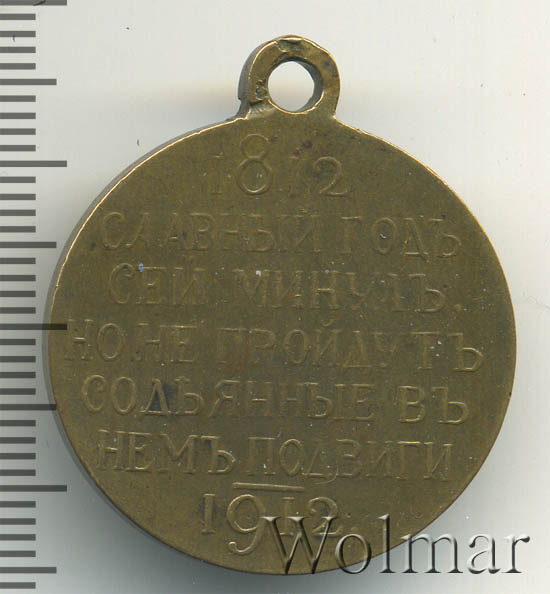 1812
СЛАВНЫЙ ГОДЪ
СЕЙ МИНУЛЪ,
НО НЕ ПРОЙДУТЪ
СОДѢЯННЫЕ ВЪ
НЕМЪ ПОДВИГИ
1912.
Wolmar